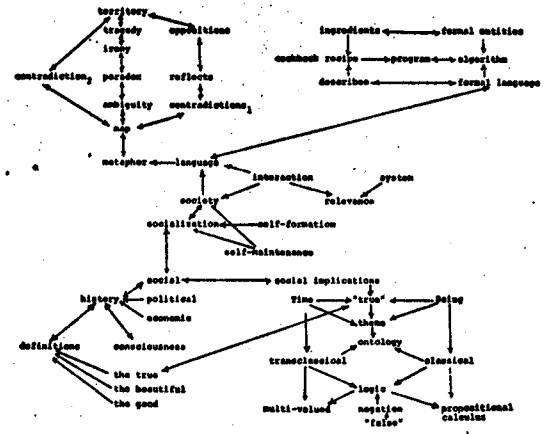 territory
tragedy oppositions
irony
contradiction2 paradox reflects
ambiguity contradictions1
map
ingredients formal entities
cookbook recipe program algorithm
describes formal language
metaphor language
interaction system
society relevance
socialization self-formation
self-maintenance
social social implications
history political
economic
definitions consciousness
the true
the beautiful
the good
Time "true" Being
theme
ontology
transclassical classical
logic
multi-valued negation propositional
"false" calculus